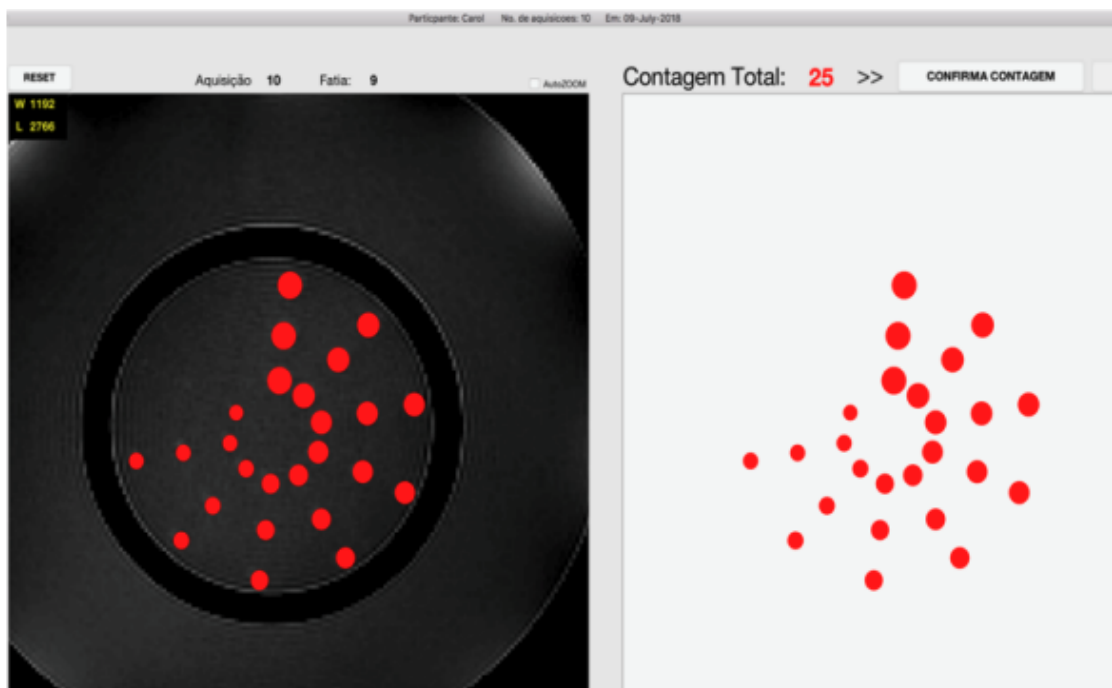 Particpante: Carol No. de aquisicoes: 10 Em: 09-July-2018
RESET Aquisição 10 Fatia: 9 AutoZOOM Contagem Total: 25 >> CONFIRMA CONTAGEM
W 1192
L 2766